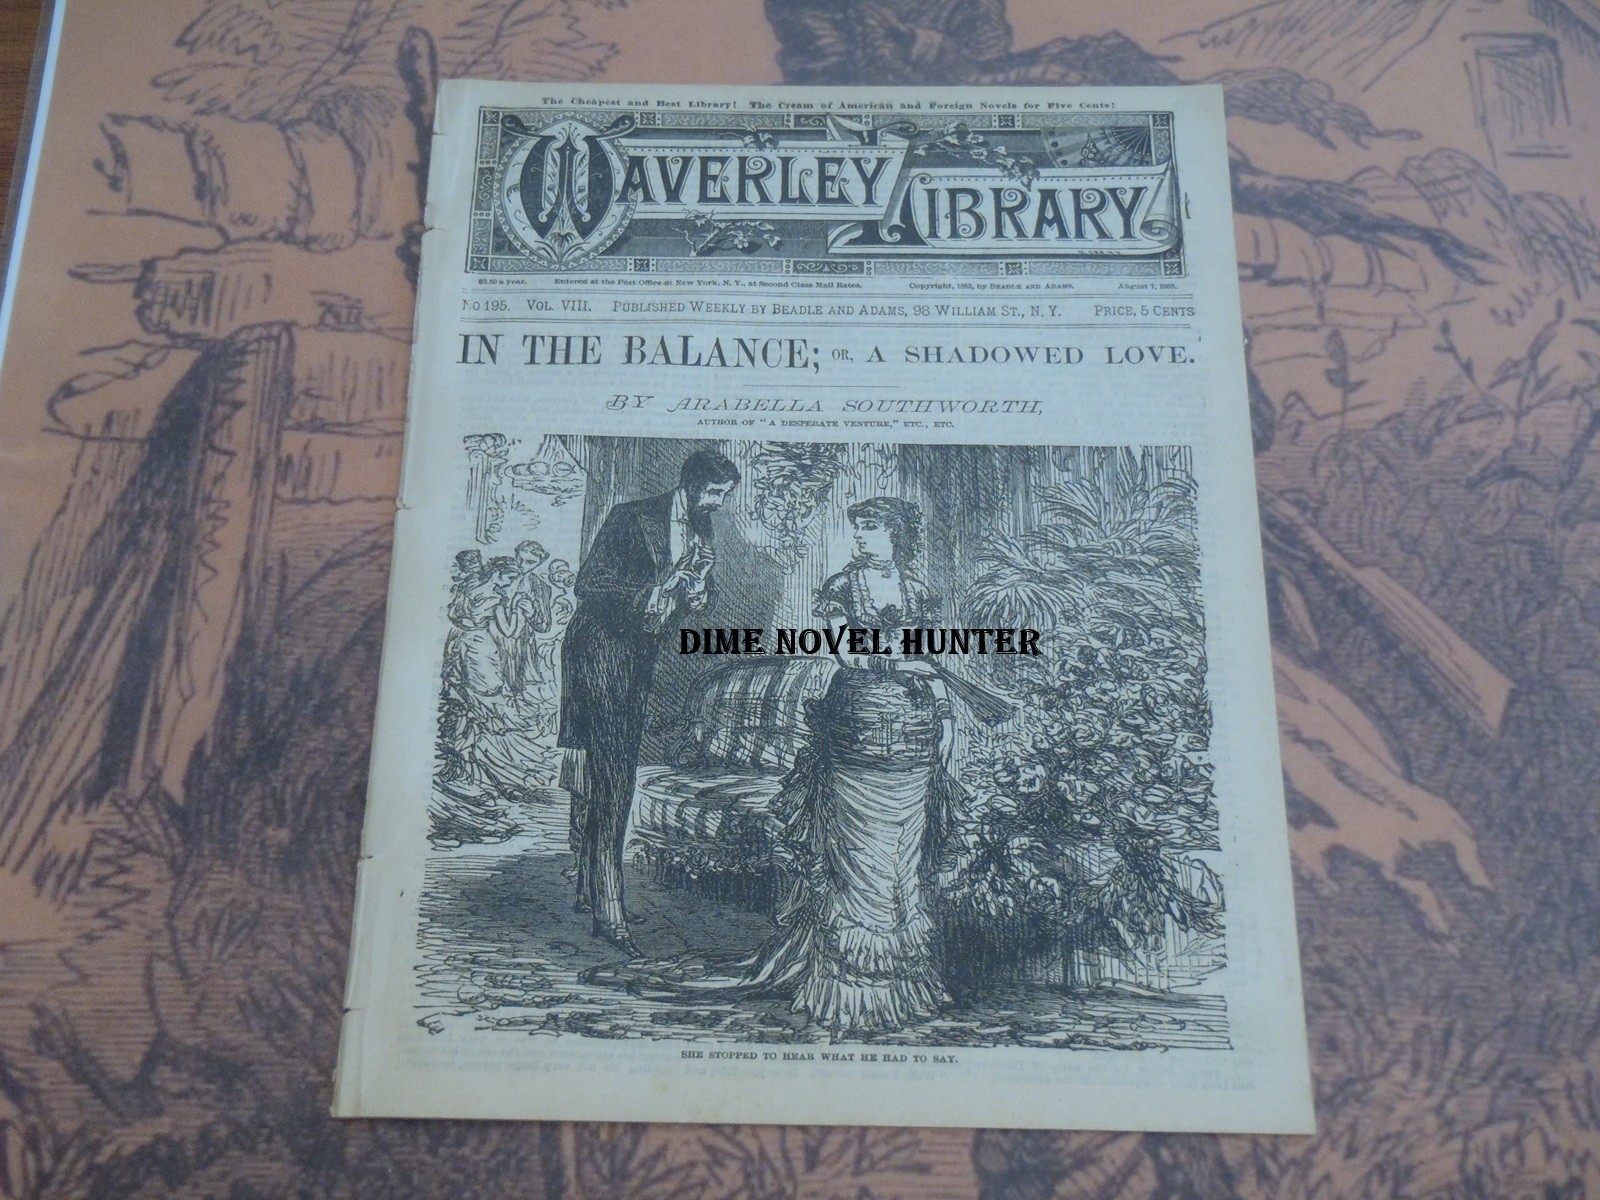 The Cheapest and Best Library! The Cream of American and Foreign Novels for Five Cents!
WAVERLEY LIBRARY
$2.50 a year. Entered at the Post Office at New York, N. Y., at Second Class Mail Rates. Copyright, 1883, by BEADLE AND ADAMS. August 7, 1883.
No 195. VOL. VIII. PUBLISHED WEEKLY BY BEADLE AND ADAMS, 98 WILLIAM ST., N. Y. PRICE, 5 CENTS
IN THE BALANCE; OR, A SHADOWED LOVE.
BY ARABELLA SOUTHWORTH,
AUTHOR OF "A DESPERATE VENTURE," ETC., ETC.
DIME NOVEL HUNTER
SHE STOPPED TO HEAR WHAT HE HAD TO SAY.